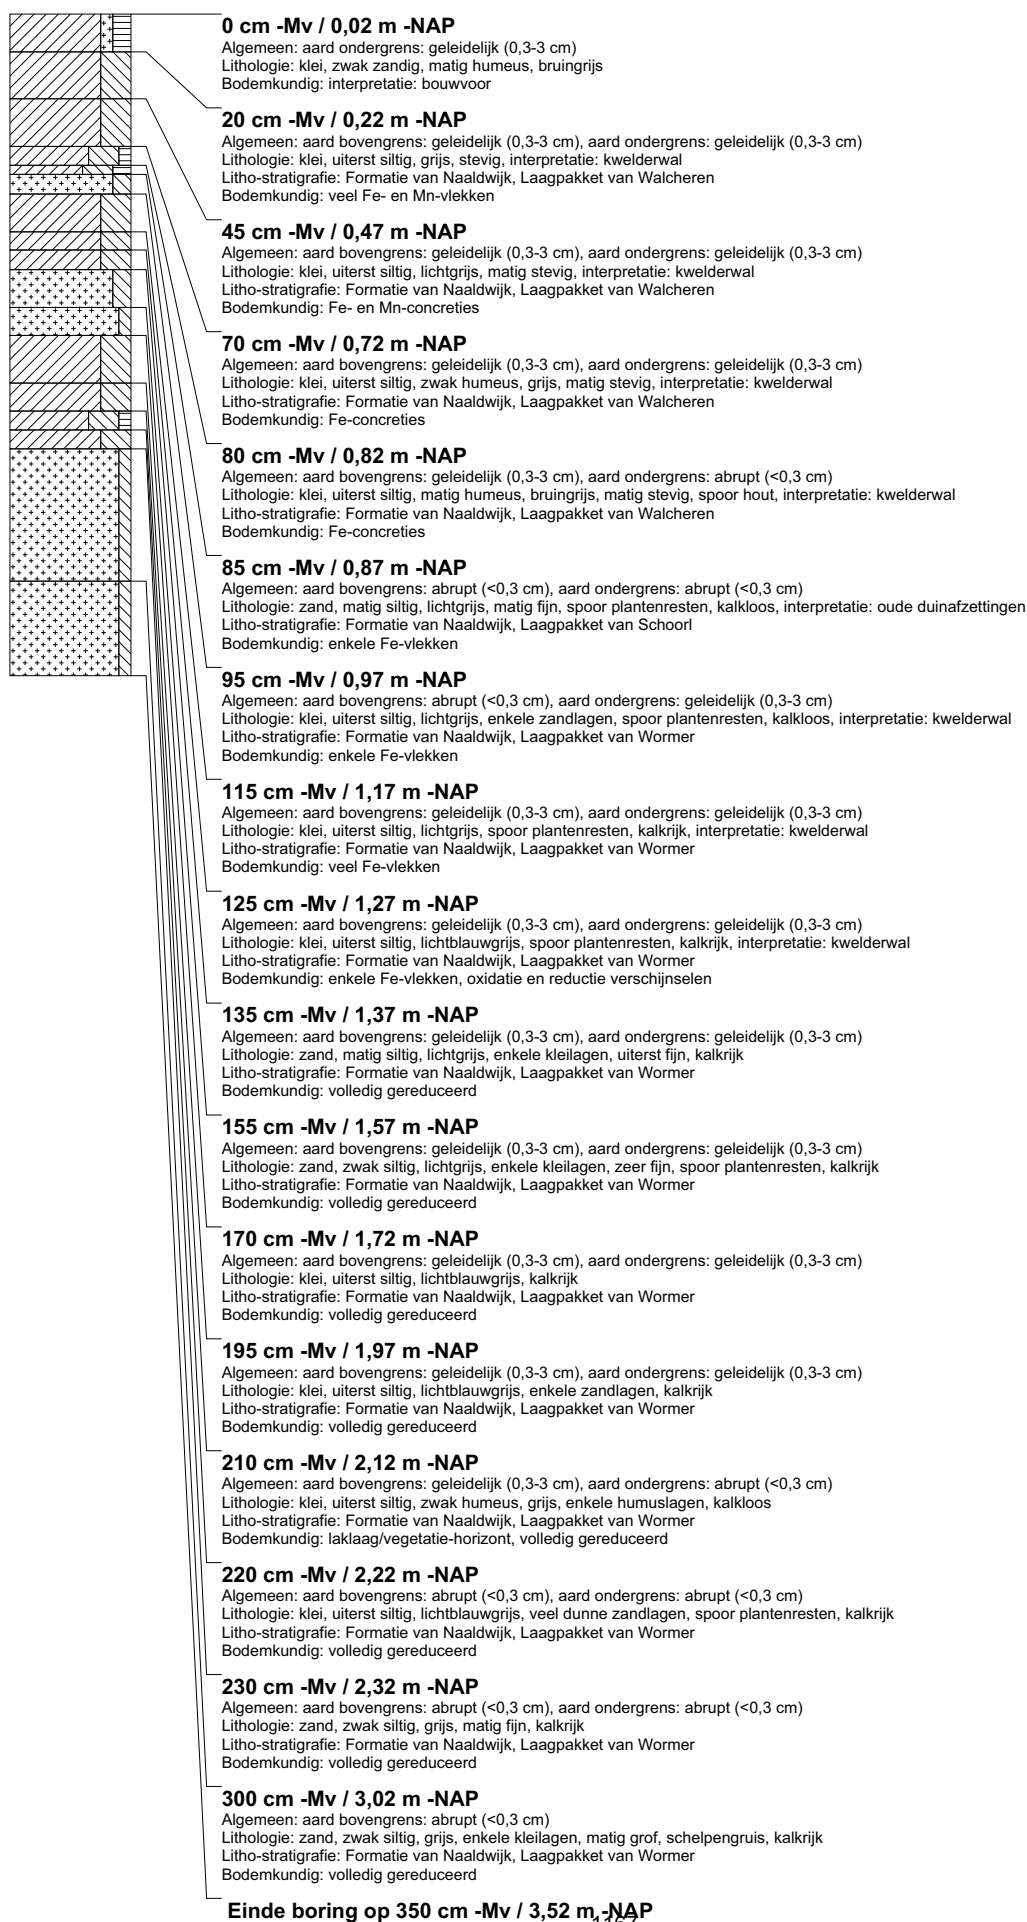 0 cm -Mv / 0,02 m -NAP
Algemeen: aard ondergrens: geleidelijk (0,3-3 cm)
Lithologie: klei, zwak zandig, matig humeus, bruingrijs
Bodemkundig: interpretatie: bouwvoor
20 cm -Mv / 0,22 m -NAP
Algemeen: aard bovengrens: geleidelijk (0,3-3 cm), aard ondergrens: geleidelijk (0,3-3 cm)
Lithologie: klei, uiterst siltig, grijs, stevig, interpretatie: kwelderwal
Litho-stratigrafie: Formatie van Naaldwijk, Laagpakket van Walcheren
Bodemkundig: veel Fe- en Mn-vlekken
45 cm -Mv / 0,47 m -NAP
Algemeen: aard bovengrens: geleidelijk (0,3-3 cm), aard ondergrens: geleidelijk (0,3-3 cm)
Lithologie: klei, uiterst siltig, lichtgrijs, matig stevig, interpretatie: kwelderwal
Litho-stratigrafie: Formatie van Naaldwijk, Laagpakket van Walcheren
Bodemkundig: Fe- en Mn-concreties
70 cm -Mv / 0,72 m -NAP
Algemeen: aard bovengrens: geleidelijk (0,3-3 cm), aard ondergrens: geleidelijk (0,3-3 cm)
Lithologie: klei, uiterst siltig, zwak humeus, grijs, matig stevig, interpretatie: kwelderwal
Litho-stratigrafie: Formatie van Naaldwijk, Laagpakket van Walcheren
Bodemkundig: Fe-concreties
80 cm -Mv / 0,82 m -NAP
Algemeen: aard bovengrens: geleidelijk (0,3-3 cm), aard ondergrens: abrupt (<0,3 cm)
Lithologie: klei, uiterst siltig, matig humeus, bruingrijs, matig stevig, spoor hout, interpretatie: kwelderwal
Litho-stratigrafie: Formatie van Naaldwijk, Laagpakket van Walcheren
Bodemkundig: Fe-concreties
85 cm -Mv / 0,87 m -NAP
Algemeen: aard bovengrens: abrupt (<0,3 cm), aard ondergrens: abrupt (<0,3 cm)
Lithologie: zand, matig siltig, lichtgrijs, matig fijn, spoor plantenresten, kalkloos, interpretatie: oude duinafzettingen
Litho-stratigrafie: Formatie van Naaldwijk, Laagpakket van Schoorl
Bodemkundig: enkele Fe-vlekken
95 cm -Mv / 0,97 m -NAP
Algemeen: aard bovengrens: abrupt (<0,3 cm), aard ondergrens: geleidelijk (0,3-3 cm)
Lithologie: klei, uiterst siltig, lichtgrijs, enkele zandlagen, spoor plantenresten, kalkloos, interpretatie: kwelderwal
Litho-stratigrafie: Formatie van Naaldwijk, Laagpakket van Wormer
Bodemkundig: enkele Fe-vlekken
115 cm -Mv / 1,17 m -NAP
Algemeen: aard bovengrens: geleidelijk (0,3-3 cm), aard ondergrens: geleidelijk (0,3-3 cm)
Lithologie: klei, uiterst siltig, lichtgrijs, spoor plantenresten, kalkrijk, interpretatie: kwelderwal
Litho-stratigrafie: Formatie van Naaldwijk, Laagpakket van Wormer
Bodemkundig: veel Fe-vlekken
125 cm -Mv / 1,27 m -NAP
Algemeen: aard bovengrens: geleidelijk (0,3-3 cm), aard ondergrens: geleidelijk (0,3-3 cm)
Lithologie: klei, uiterst siltig, lichtblauwgrijs, spoor plantenresten, kalkrijk, interpretatie: kwelderwal
Litho-stratigrafie: Formatie van Naaldwijk, Laagpakket van Wormer
Bodemkundig: enkele Fe-vlekken, oxidatie en reductie verschijnselen
135 cm -Mv / 1,37 m -NAP
Algemeen: aard bovengrens: geleidelijk (0,3-3 cm), aard ondergrens: geleidelijk (0,3-3 cm)
Lithologie: zand, matig siltig, lichtgrijs, enkele kleilagen, uiterst fijn, kalkrijk
Litho-stratigrafie: Formatie van Naaldwijk, Laagpakket van Wormer
Bodemkundig: volledig gereduceerd
155 cm -Mv / 1,57 m -NAP
Algemeen: aard bovengrens: geleidelijk (0,3-3 cm), aard ondergrens: geleidelijk (0,3-3 cm)
Lithologie: zand, zwak siltig, lichtgrijs, enkele kleilagen, zeer fijn, spoor plantenresten, kalkrijk
Litho-stratigrafie: Formatie van Naaldwijk, Laagpakket van Wormer
Bodemkundig: volledig gereduceerd
170 cm -Mv / 1,72 m -NAP
Algemeen: aard bovengrens: geleidelijk (0,3-3 cm), aard ondergrens: geleidelijk (0,3-3 cm)
Lithologie: klei, uiterst siltig, lichtblauwgrijs, kalkrijk
Litho-stratigrafie: Formatie van Naaldwijk, Laagpakket van Wormer
Bodemkundig: volledig gereduceerd
195 cm -Mv / 1,97 m -NAP
Algemeen: aard bovengrens: geleidelijk (0,3-3 cm), aard ondergrens: geleidelijk (0,3-3 cm)
Lithologie: klei, uiterst siltig, lichtblauwgrijs, enkele zandlagen, kalkrijk
Litho-stratigrafie: Formatie van Naaldwijk, Laagpakket van Wormer
Bodemkundig: volledig gereduceerd
210 cm -Mv / 2,12 m -NAP
Algemeen: aard bovengrens: geleidelijk (0,3-3 cm), aard ondergrens: abrupt (<0,3 cm)
Lithologie: klei, uiterst siltig, zwak humeus, grijs, enkele humuslagen, kalkloos
Litho-stratigrafie: Formatie van Naaldwijk, Laagpakket van Wormer
Bodemkundig: laklaag/vegetatie-horizont, volledig gereduceerd
220 cm -Mv / 2,22 m -NAP
Algemeen: aard bovengrens: abrupt (<0,3 cm), aard ondergrens: abrupt (<0,3 cm)
Lithologie: klei, uiterst siltig, lichtblauwgrijs, veel dunne zandlagen, spoor plantenresten, kalkrijk
Litho-stratigrafie: Formatie van Naaldwijk, Laagpakket van Wormer
Bodemkundig: volledig gereduceerd
230 cm -Mv / 2,32 m -NAP
Algemeen: aard bovengrens: abrupt (<0,3 cm), aard ondergrens: abrupt (<0,3 cm)
Lithologie: zand, zwak siltig, grijs, matig fijn, kalkrijk
Litho-stratigrafie: Formatie van Naaldwijk, Laagpakket van Wormer
Bodemkundig: volledig gereduceerd
300 cm -Mv / 3,02 m -NAP
Algemeen: aard bovengrens: abrupt (<0,3 cm)
Lithologie: zand, zwak siltig, grijs, enkele kleilagen, matig grof, schelpengruis, kalkrijk
Litho-stratigrafie: Formatie van Naaldwijk, Laagpakket van Wormer
Bodemkundig: volledig gereduceerd
Einde boring op 350 cm -Mv / 3,52 m -NAP